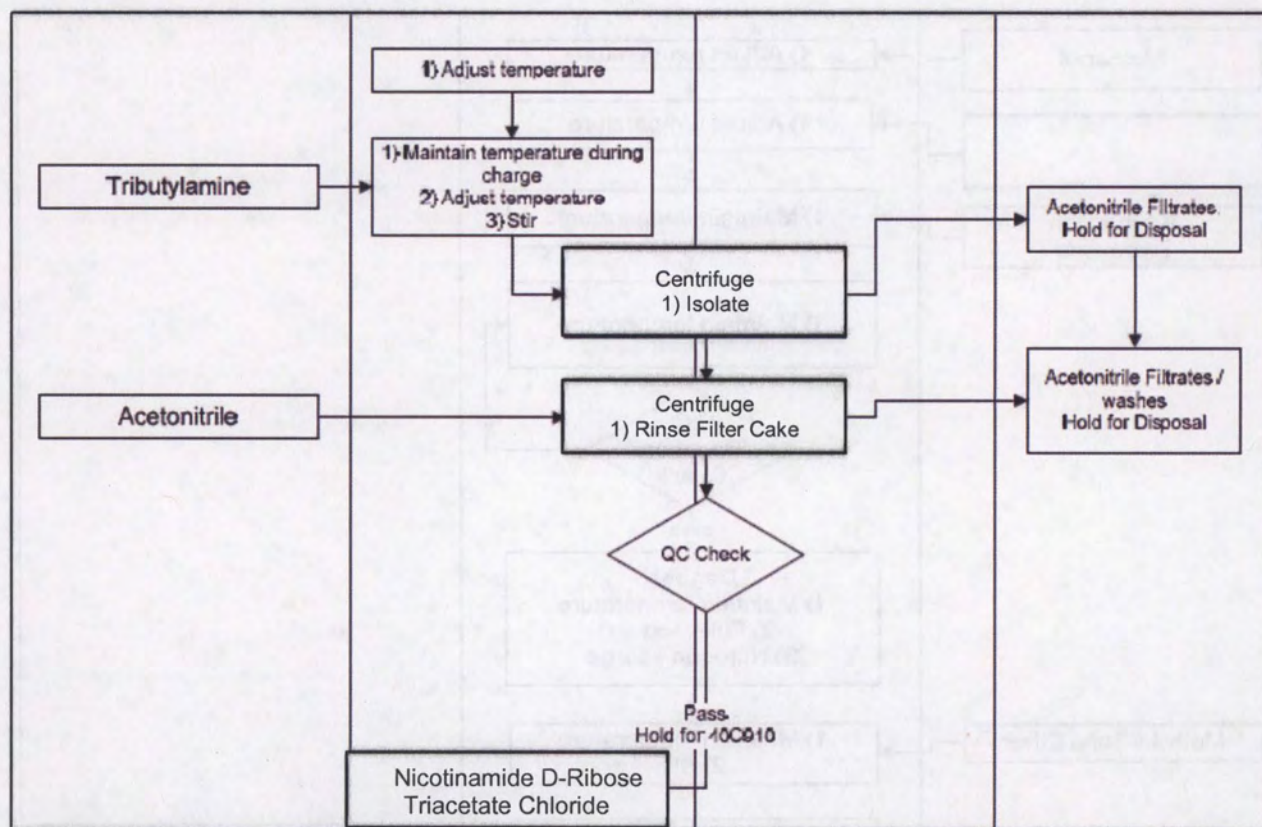 1) Adjust temperature
1) Maintain temperature during
charge
2) Adjust temperature
3) Stir
Tributylamine
Acetonitrile Filtrates
Hold for Disposal
Centrifuge
1) Isolate
Acetonitrile
Centrifuge
1) Rinse Filter Cake
Acetonitrile Filtrates /
washes
Hold for Disposal
QC Check
Pass
Hold for 10C910
Nicotinamide D-Ribose
Triacetate Chloride